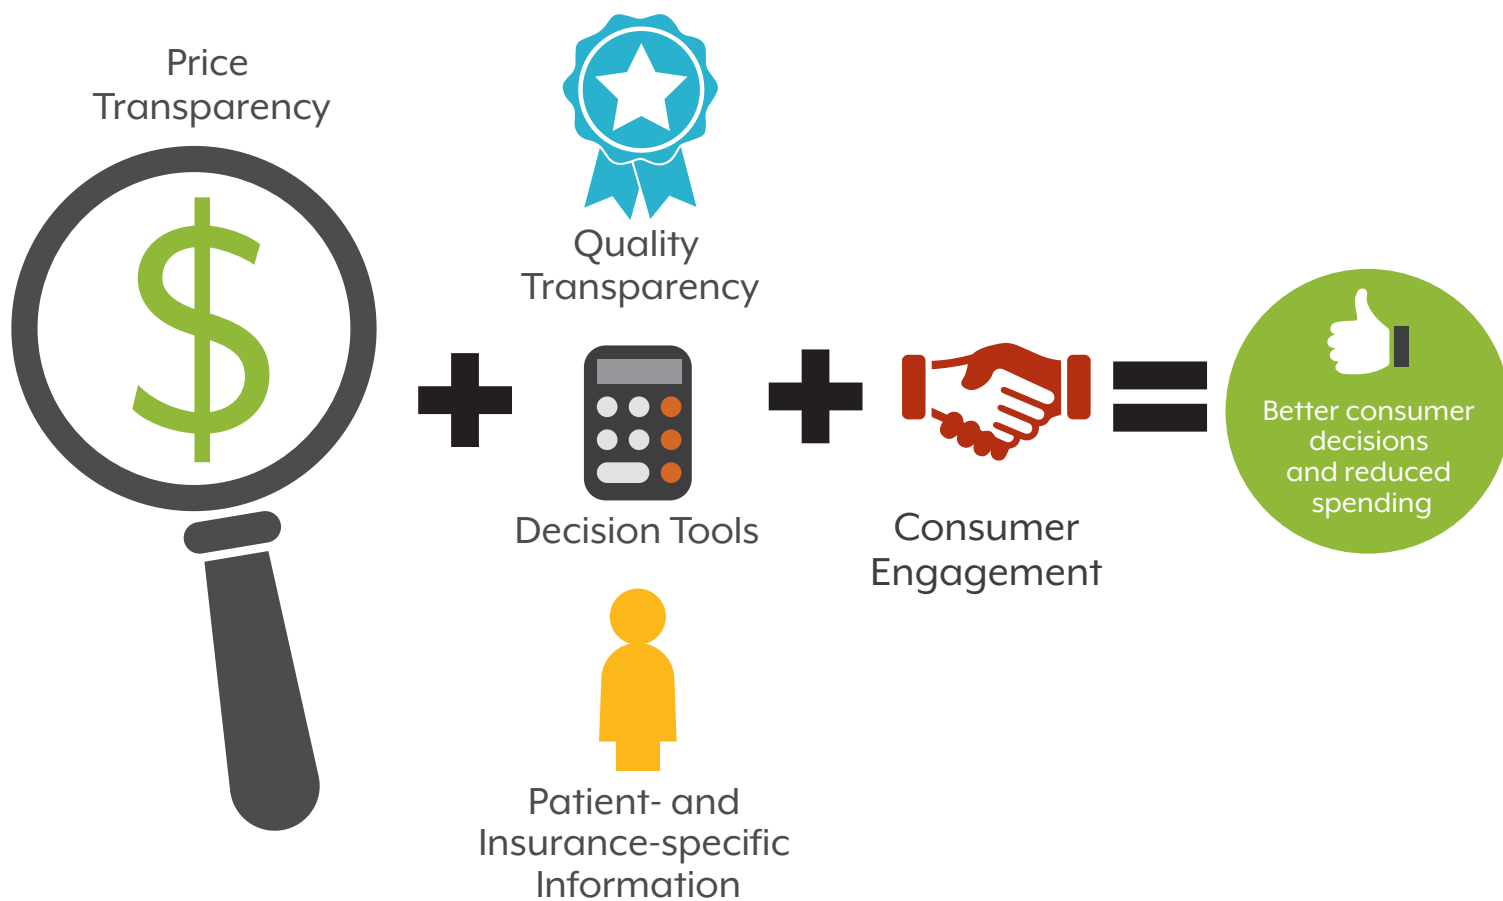 Price
Transparency
Quality
Transparency
Decision Tools
Patient- and
Insurance-specific
Information
Consumer
Engagement
Better consumer
decisions
and reduced
spending